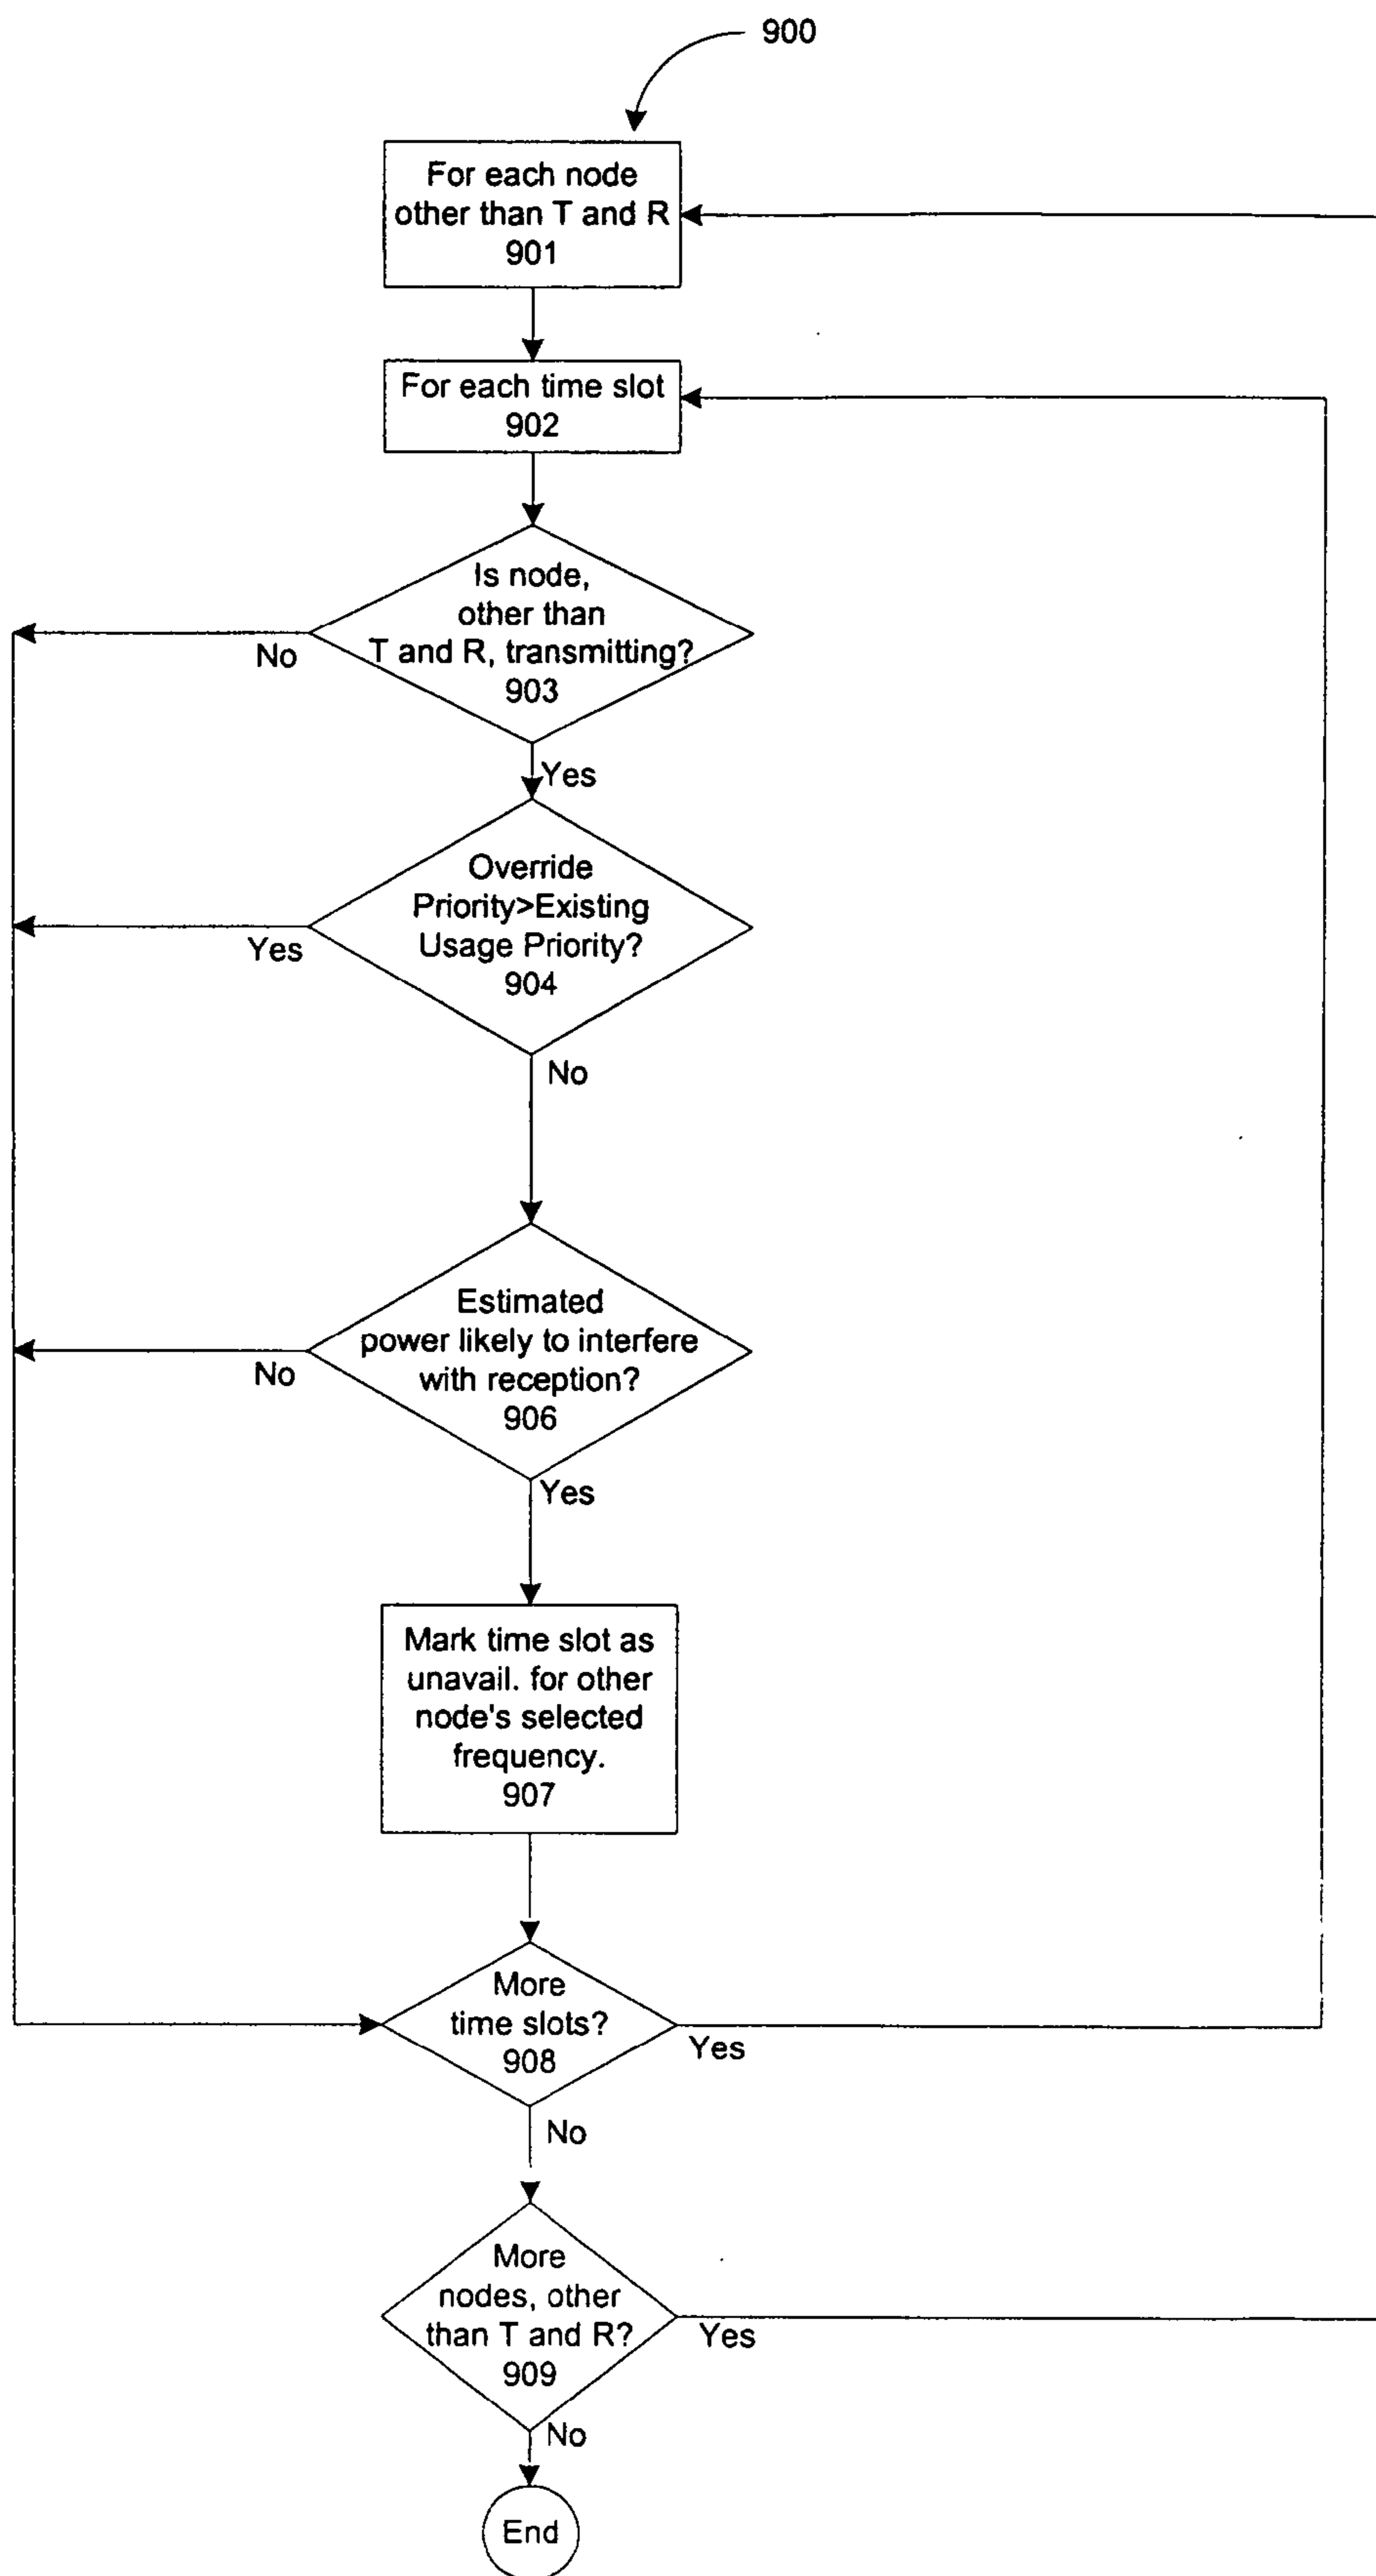 900
For each node
other than T and R
901
For each time slot
902
Is node,
other than
T and R, transmitting?
903
No
Yes
Override
Priority>Existing
Usage Priority?
904
Yes
No
Estimated
power likely to interfere
with reception?
906
No
Yes
Mark time slot as
unavail. for other
node's selected
frequency.
907
More
time slots?
908
Yes
No
More
nodes, other
than T and R?
909
Yes
No
End